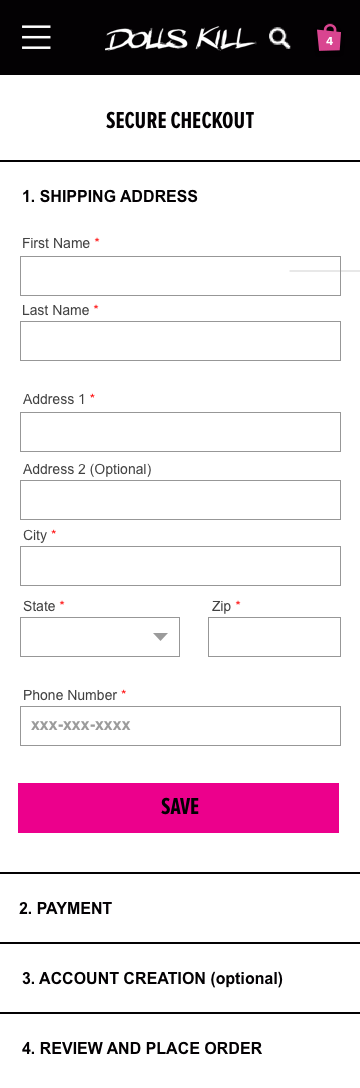 DOLLS KILL
4
SECURE CHECKOUT
1. SHIPPING ADDRESS
First Name *
Last Name *
Address 1 *
Address 2 (Optional)
City *
State * Zip *
Phone Number *
xxx-xxx-xxxx
SAVE
2. PAYMENT
3. ACCOUNT CREATION (optional)
4. REVIEW AND PLACE ORDER